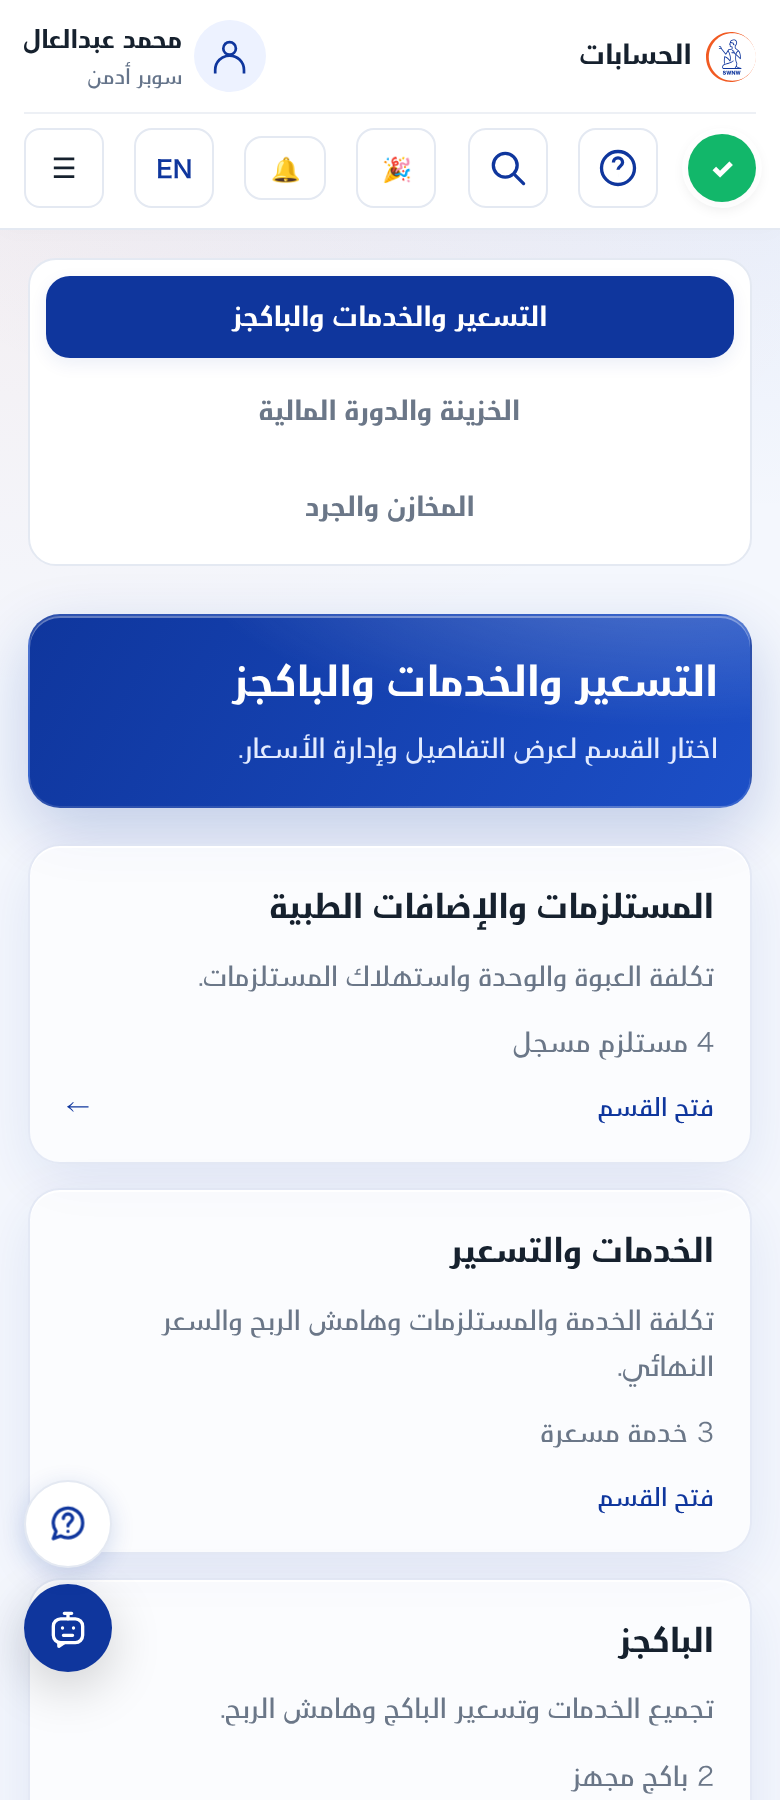 الحسابات
SWNW
محمد عبدالعال
سوبر أدمن
EN
التسعير والخدمات والباكجز
الخزينة والدورة المالية
المخازن والجرد
التسعير والخدمات والباكجز
اختار القسم لعرض التفاصيل وإدارة الأسعار.
المستلزمات والإضافات الطبية
تكلفة العبوة والوحدة واستهلاك المستلزمات.
4 مستلزم مسجل
فتح القسم ←
الخدمات والتسعير
تكلفة الخدمة والمستلزمات وهامش الربح والسعر
النهائي.
3 خدمة مسعرة
فتح القسم
الباكجز
تجميع الخدمات وتسعير الباكج وهامش الربح.
2 باكج مجهز